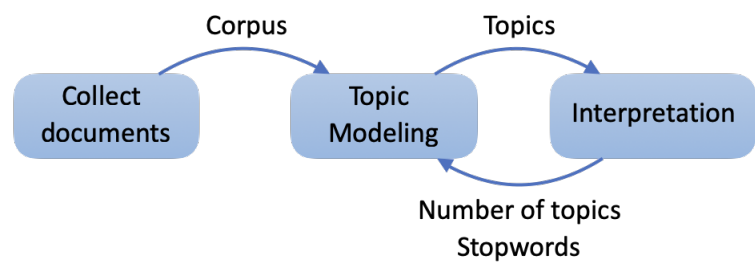 Corpus
Topics
Collect
documents
Topic
Modeling
Interpretation
Number of topics
Stopwords